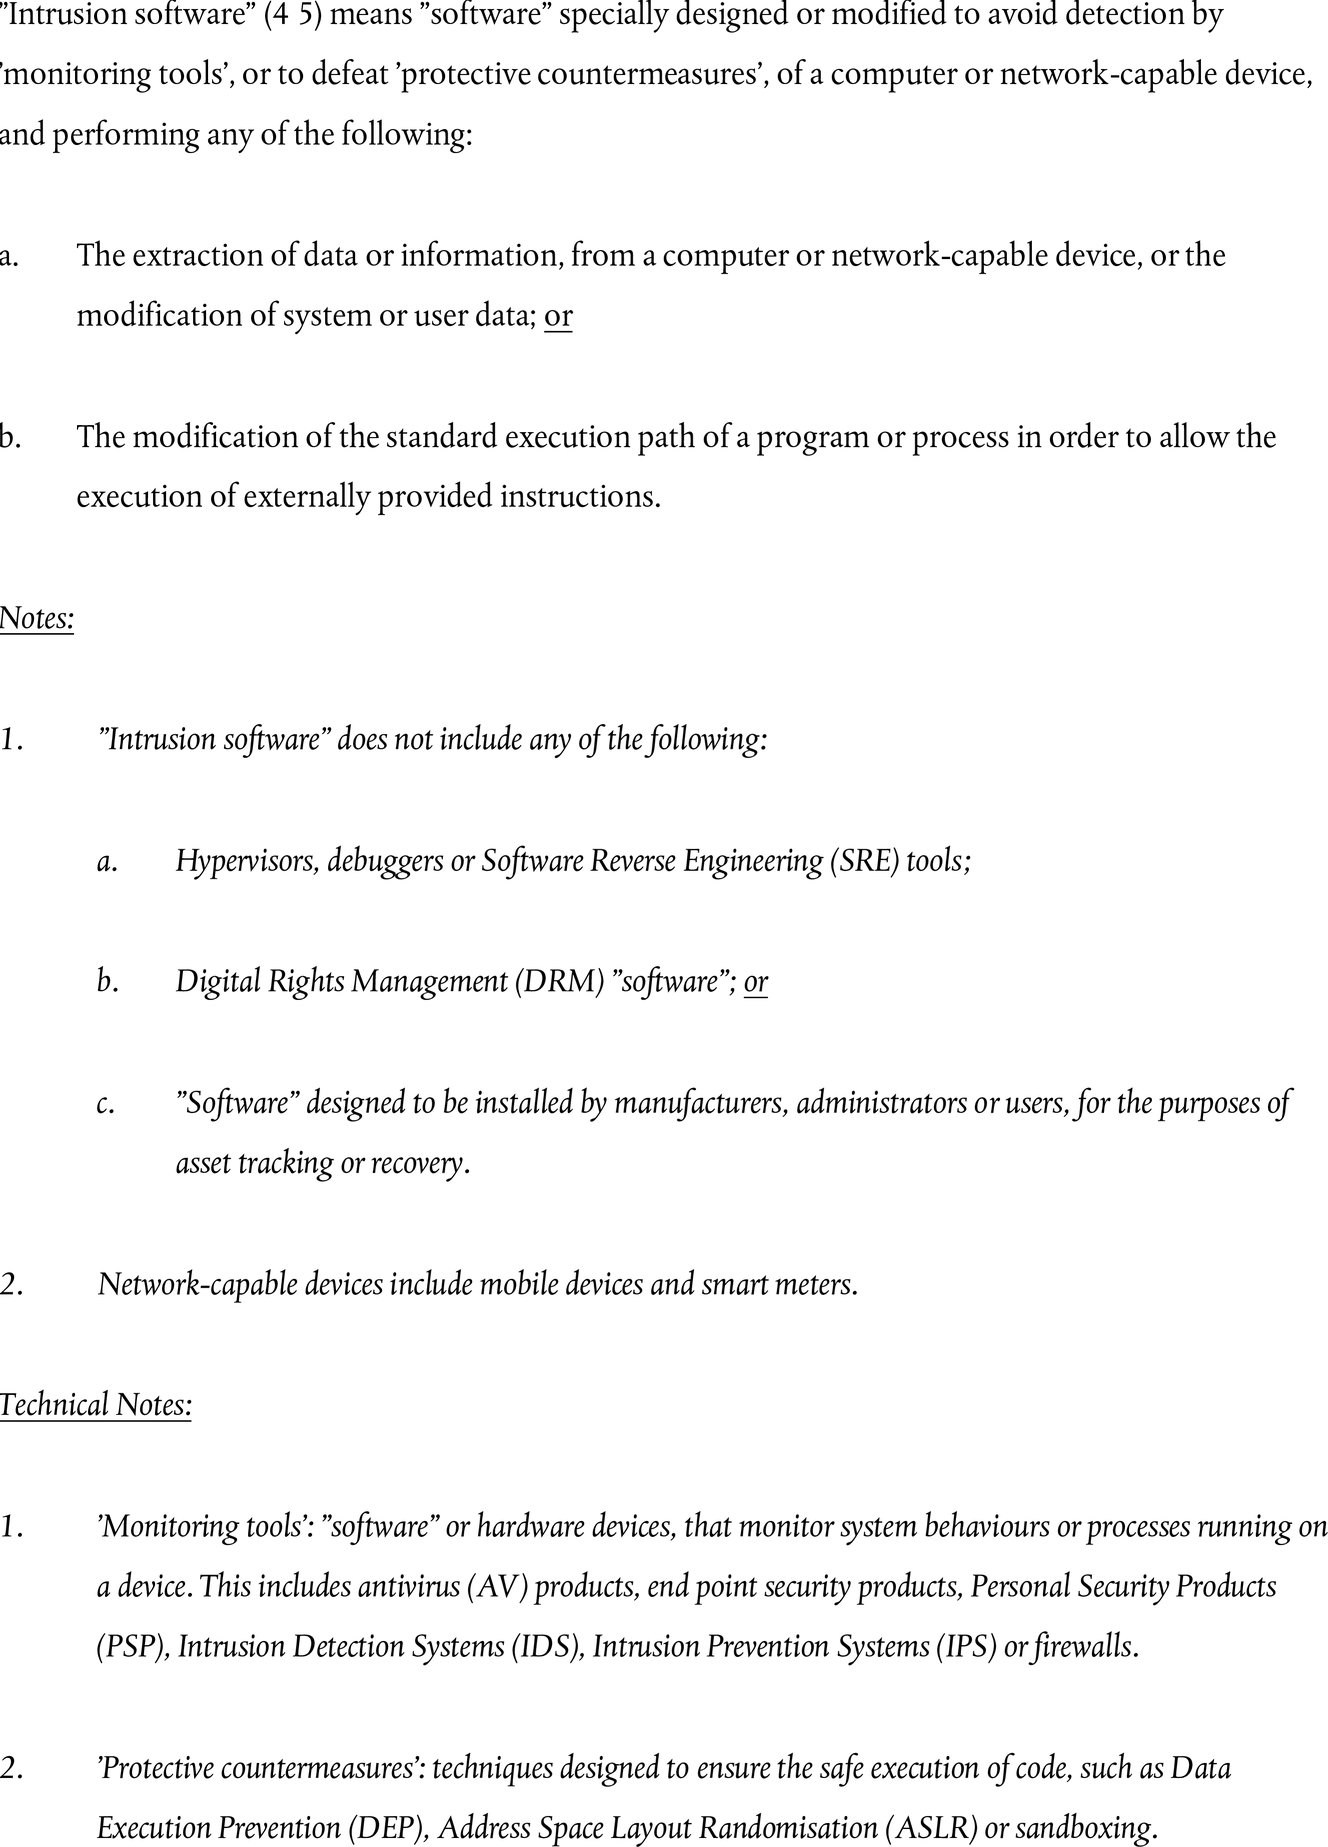 ”Intrusion software” (4 5) means ”software” specially designed or modified to avoid detection by
’monitoring tools’, or to defeat ’protective countermeasures’, of a computer or network-capable device,
and performing any of the following:
a. The extraction of data or information, from a computer or network-capable device, or the
modification of system or user data; or
b. The modification of the standard execution path of a program or process in order to allow the
execution of externally provided instructions.
Notes:
1. ”Intrusion software” does not include any of the following:
a. Hypervisors, debuggers or Software Reverse Engineering (SRE) tools;
b. Digital Rights Management (DRM) ”software”; or
c. ”Software” designed to be installed by manufacturers, administrators or users, for the purposes of
asset tracking or recovery.
2. Network-capable devices include mobile devices and smart meters.
Technical Notes:
1. ’Monitoring tools’: ”software” or hardware devices, that monitor system behaviours or processes running on
a device. This includes antivirus (AV) products, end point security products, Personal Security Products
(PSP), Intrusion Detection Systems (IDS), Intrusion Prevention Systems (IPS) or firewalls.
2. ’Protective countermeasures’: techniques designed to ensure the safe execution of code, such as Data
Execution Prevention (DEP), Address Space Layout Randomisation (ASLR) or sandboxing.